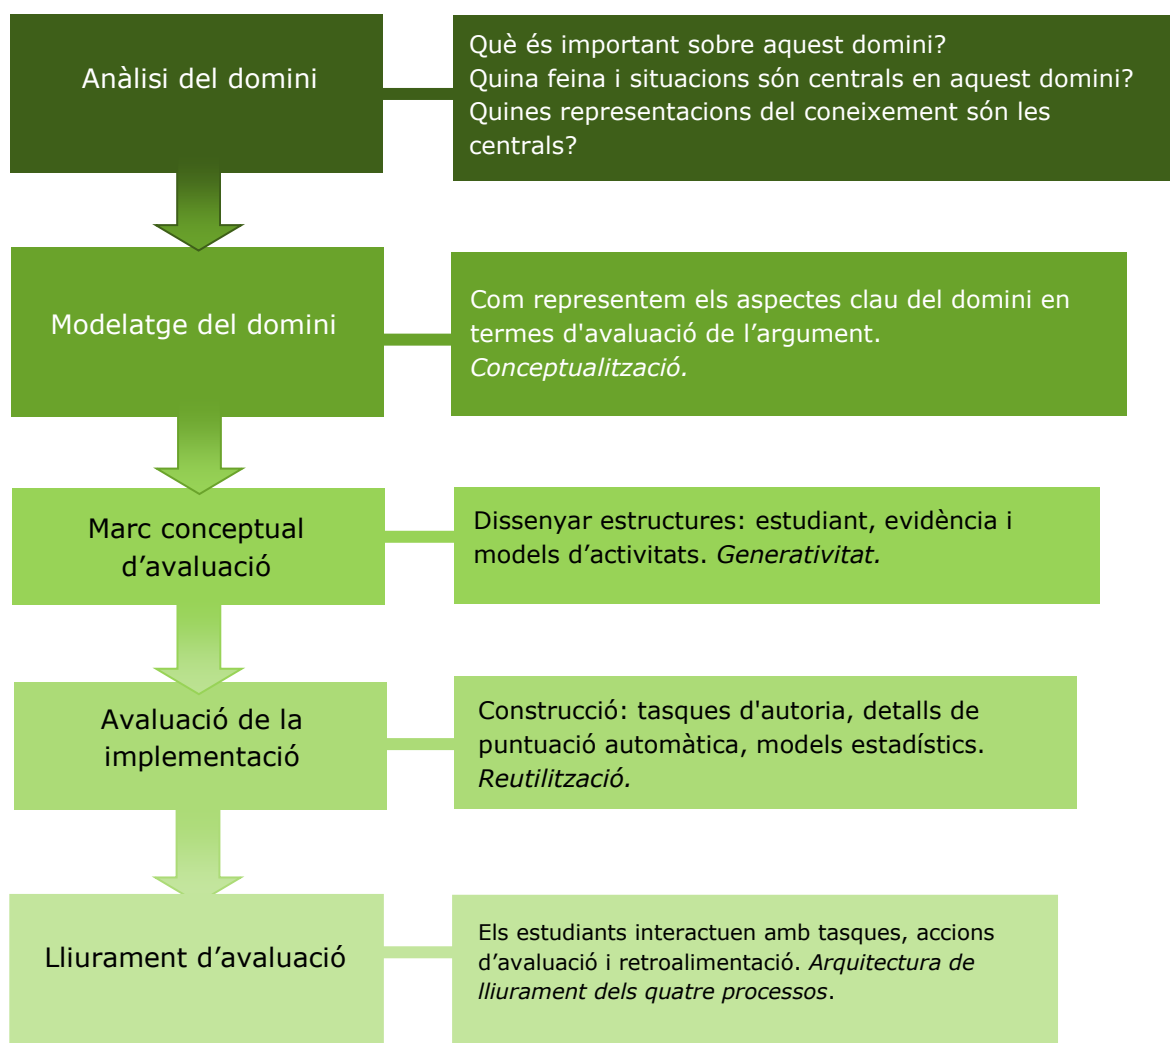 Anàlisi del domini
Què és important sobre aquest domini?
Quina feina i situacions són centrals en aquest domini?
Quines representacions del coneixement són les
centrals?
Modelatge del domini
Com representem els aspectes clau del domini en
termes d'avaluació de l’argument.
Conceptualització.
Marc conceptual
d’avaluació
Dissenyar estructures: estudiant, evidència i
models d’activitats. Generativitat.
Avaluació de la
implementació
Construcció: tasques d'autoria, detalls de
puntuació automàtica, models estadístics.
Reutilització.
Lliurament d’avaluació
Els estudiants interactuen amb tasques, accions
d’avaluació i retroalimentació. Arquitectura de
lliurament dels quatre processos.